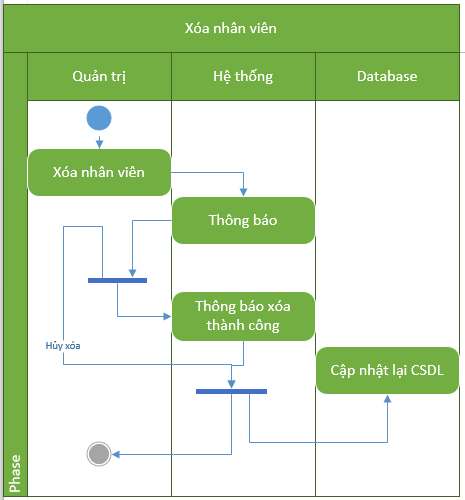 Xóa nhân viên
Quản trị
Hệ thống
Database
Xóa nhân viên
Thông báo
Thông báo xóa
thành công
Hủy xóa
Cập nhật lại CSDL
Phase